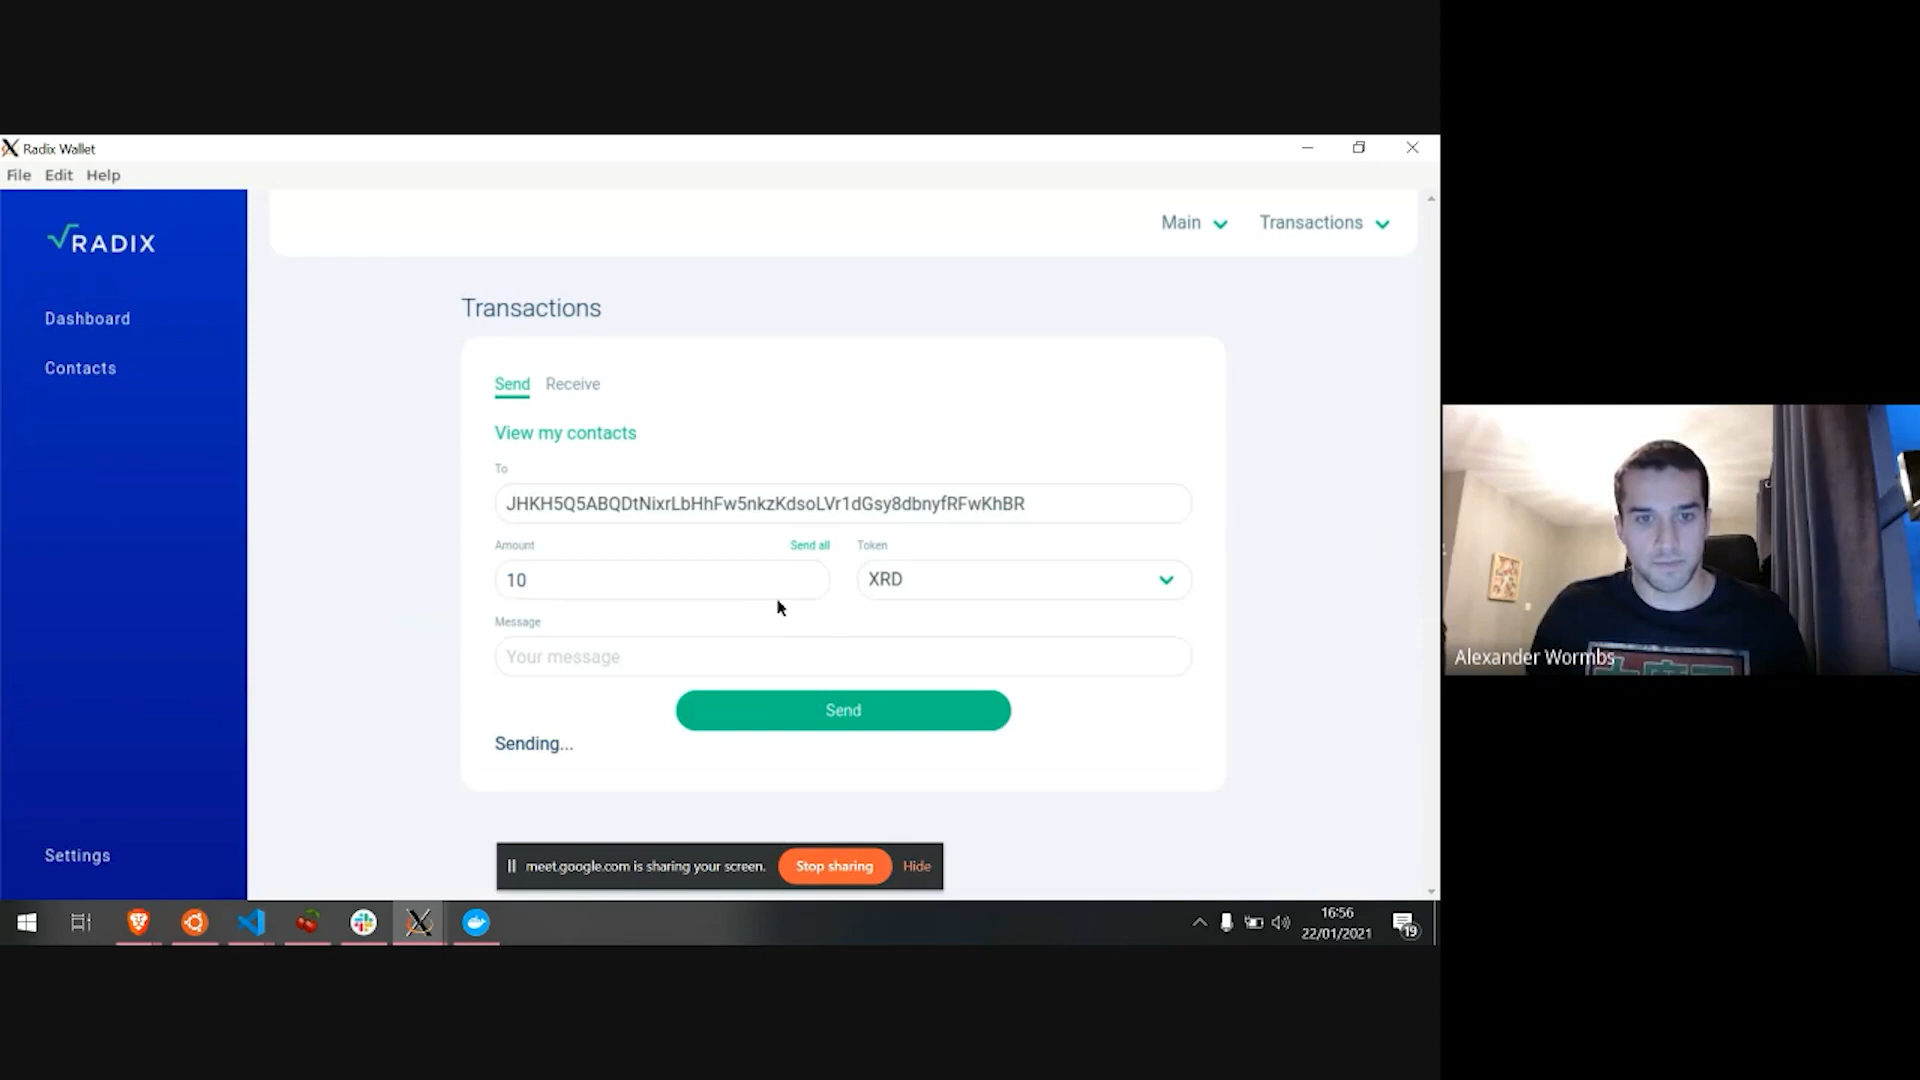 Radix Wallet
File Edit Help
RADIX
Main
Transactions
Dashboard
Contacts
Settings
Transactions
Send Receive
View my contacts
To
JHKH5Q5ABQDtNixrLbHhFw5nkzKdsoLVr1dGsy8dbnyfRFwKhBR
Amount Send all Token
10 XRD
Message
Your message
Send
Sending...
meet.google.com is sharing your screen. Stop sharing Hide
16:56
22/01/2021
19
Alexander Wormbs